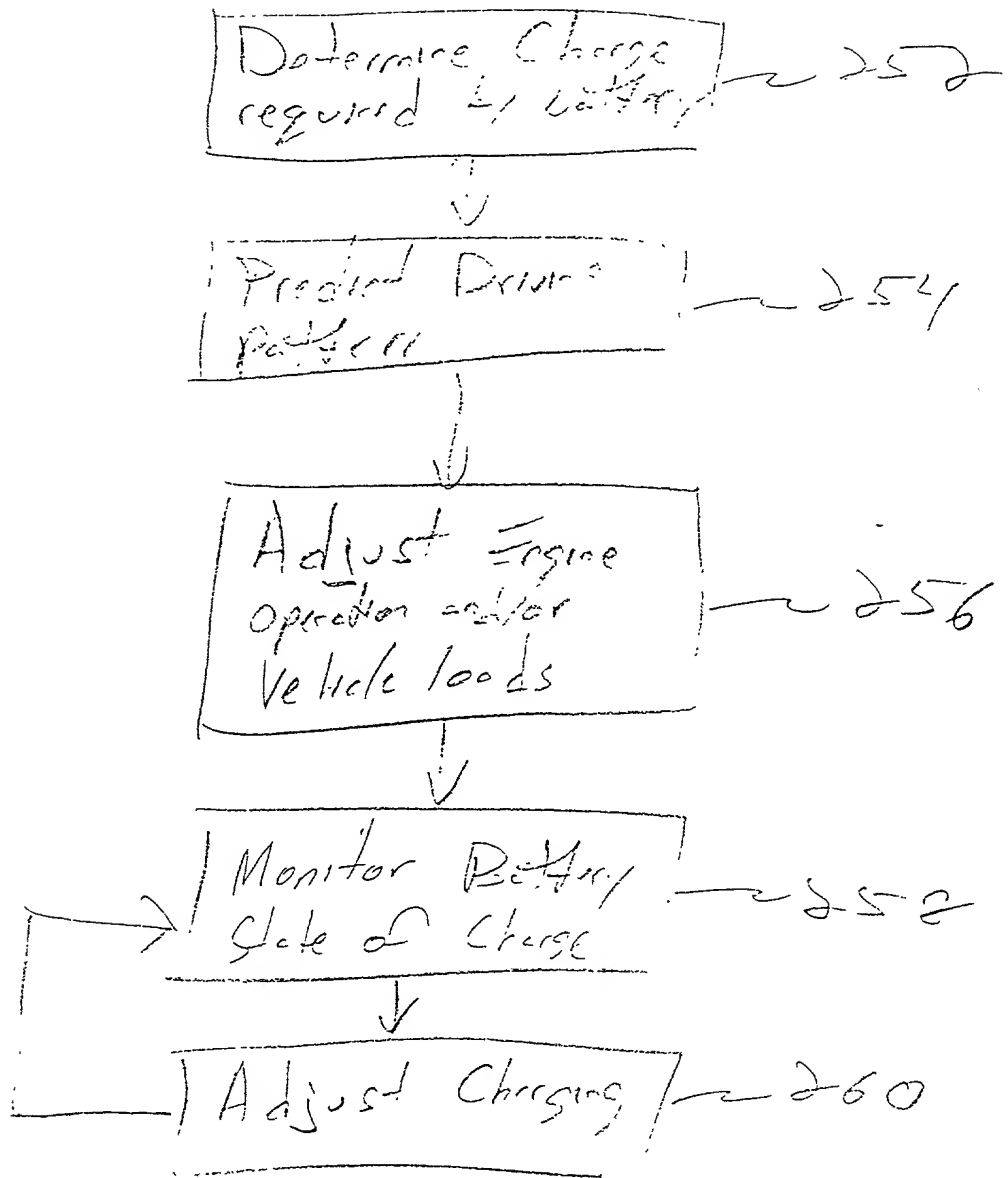 Determine Charge
required by battery
252
Predict Driving
pattern
254
Adjust Engine
operation and/or
Vehicle loads
256
Monitor Battery
State of Charge
258
Adjust Charging
260